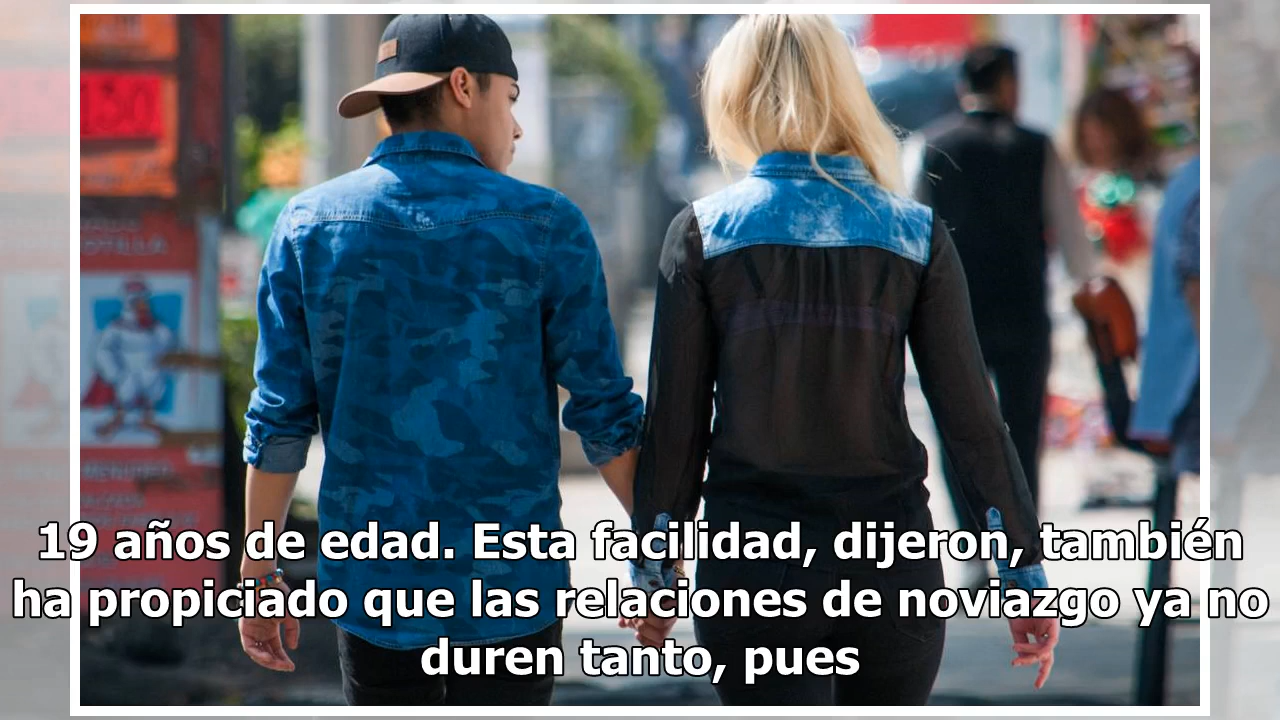 19 años de edad. Esta facilidad, dijeron, también
ha propiciado que las relaciones de noviazgo ya no
duren tanto, pues